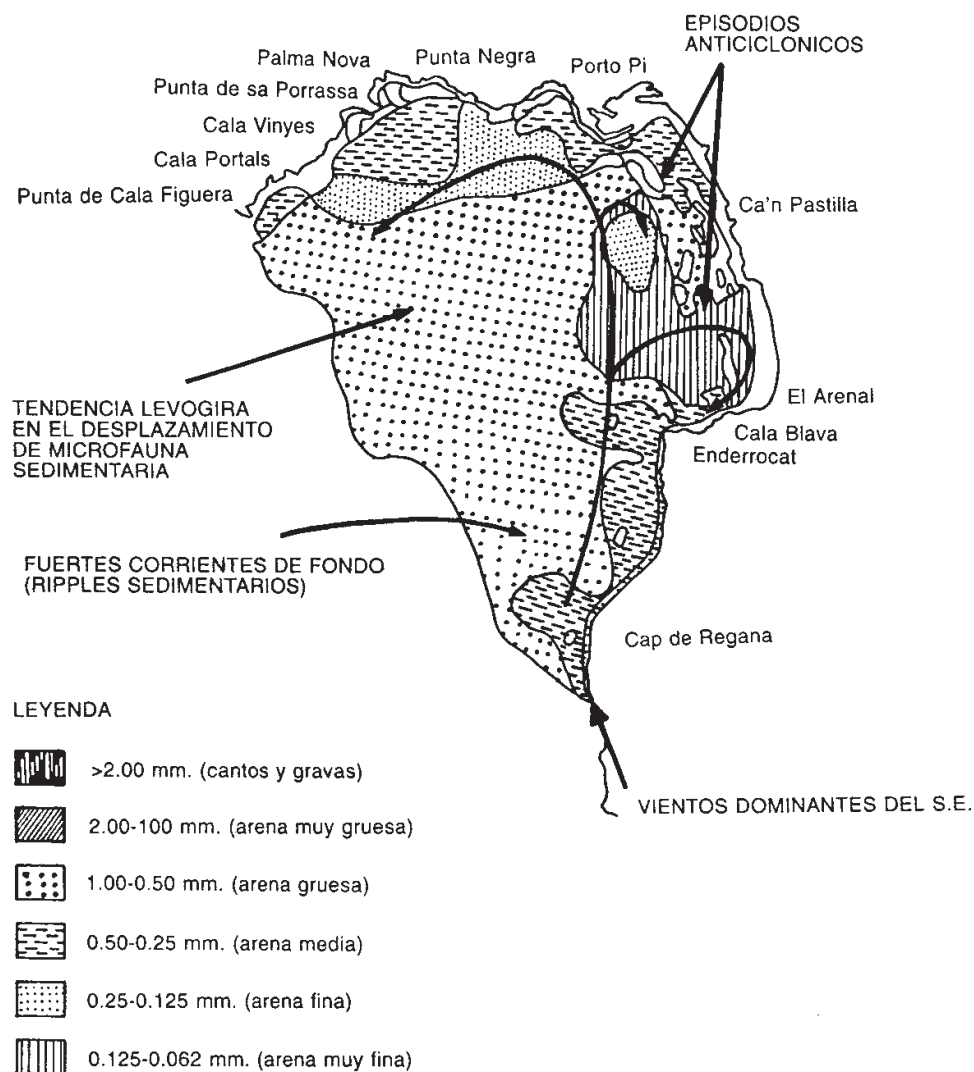 EPISODIOS
ANTICICLONICOS
Palma Nova
Punta Negra
Porto Pi
Punta de sa Porrassa
Cala Vinyes
Cala Portals
Punta de Cala Figuera
Ca'n Pastilla
El Arenal
Cala Blava
Enderrocat
TENDENCIA LEVOGIRA
EN EL DESPLAZAMIENTO
DE MICROFAUNA
SEDIMENTARIA
FUERTES CORRIENTES DE FONDO
(RIPPLES SEDIMENTARIOS)
Cap de Regana
VIENTOS DOMINANTES DEL S.E.
LEYENDA
>2.00 mm. (cantos y gravas)
2.00-100 mm. (arena muy gruesa)
1.00-0.50 mm. (arena gruesa)
0.50-0.25 mm. (arena media)
0.25-0.125 mm. (arena fina)
0.125-0.062 mm. (arena muy fina)